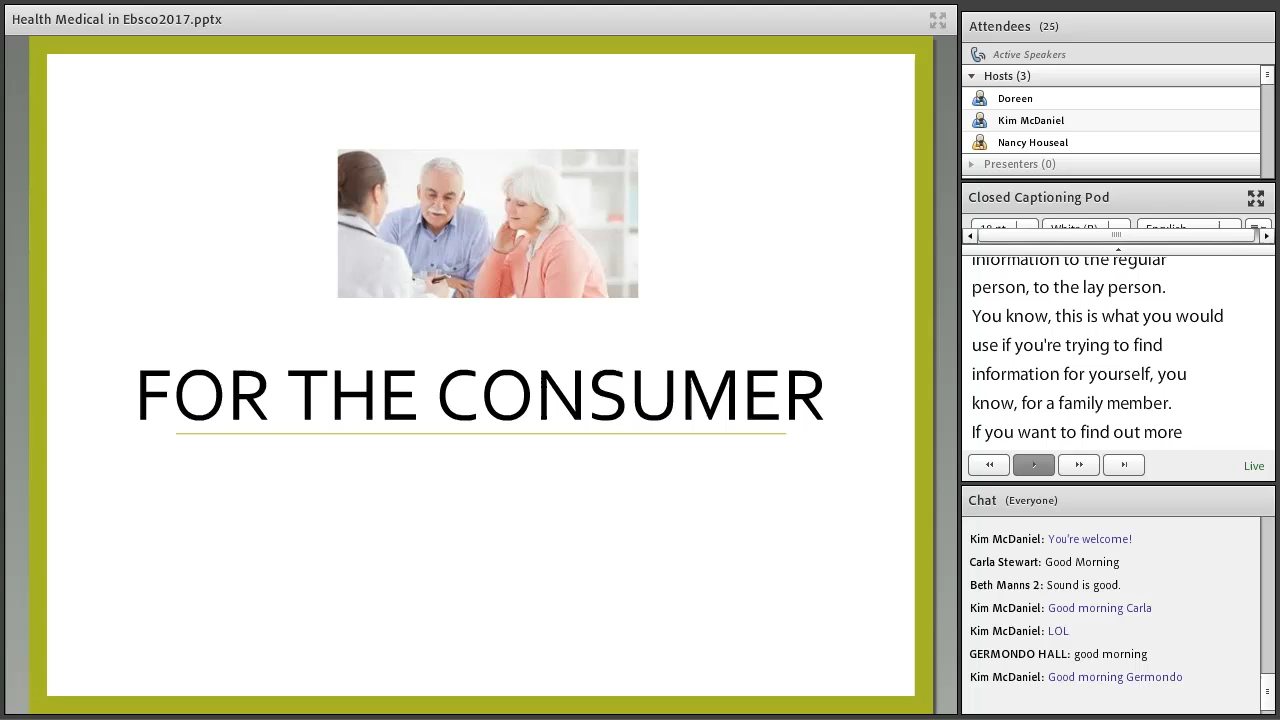 Health Medical in Ebsco2017.pptx
FOR THE CONSUMER
Attendees (25)
Active Speakers
Hosts (3)
Doreen
Kim McDaniel
Nancy Houseal
Presenters (0)
Closed Captioning Pod
18 pt White (B) English
information to the regular
person, to the lay person.
You know, this is what you would
use if you're trying to find
information for yourself, you
know, for a family member.
If you want to find out more
Live
Chat (Everyone)
Kim McDaniel: You're welcome!
Carla Stewart: Good Morning
Beth Manns 2: Sound is good.
Kim McDaniel: Good morning Carla
Kim McDaniel: LOL
GERMONDO HALL: good morning
Kim McDaniel: Good morning Germondo